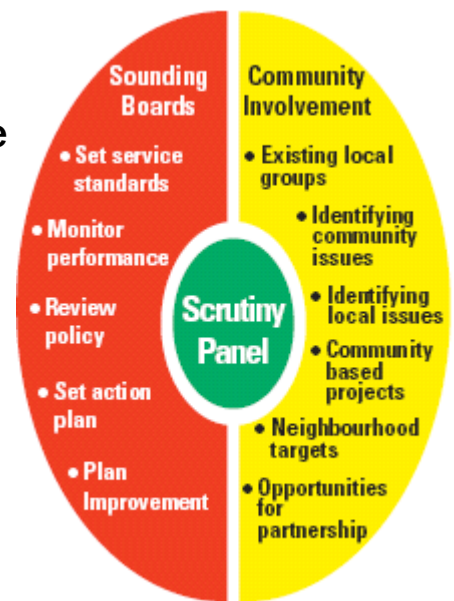 e
Sounding
Boards
• Set service
standards
• Monitor
performance
• Review
policy
• Set action
plan
• Plan
Improvement
Scrutiny
Panel
Community
Involvement
• Existing local
groups
• Identifying
community
issues
• Identifying
local issues
• Community
based
projects
• Neighbourhood
targets
• Opportunities
for
partnership